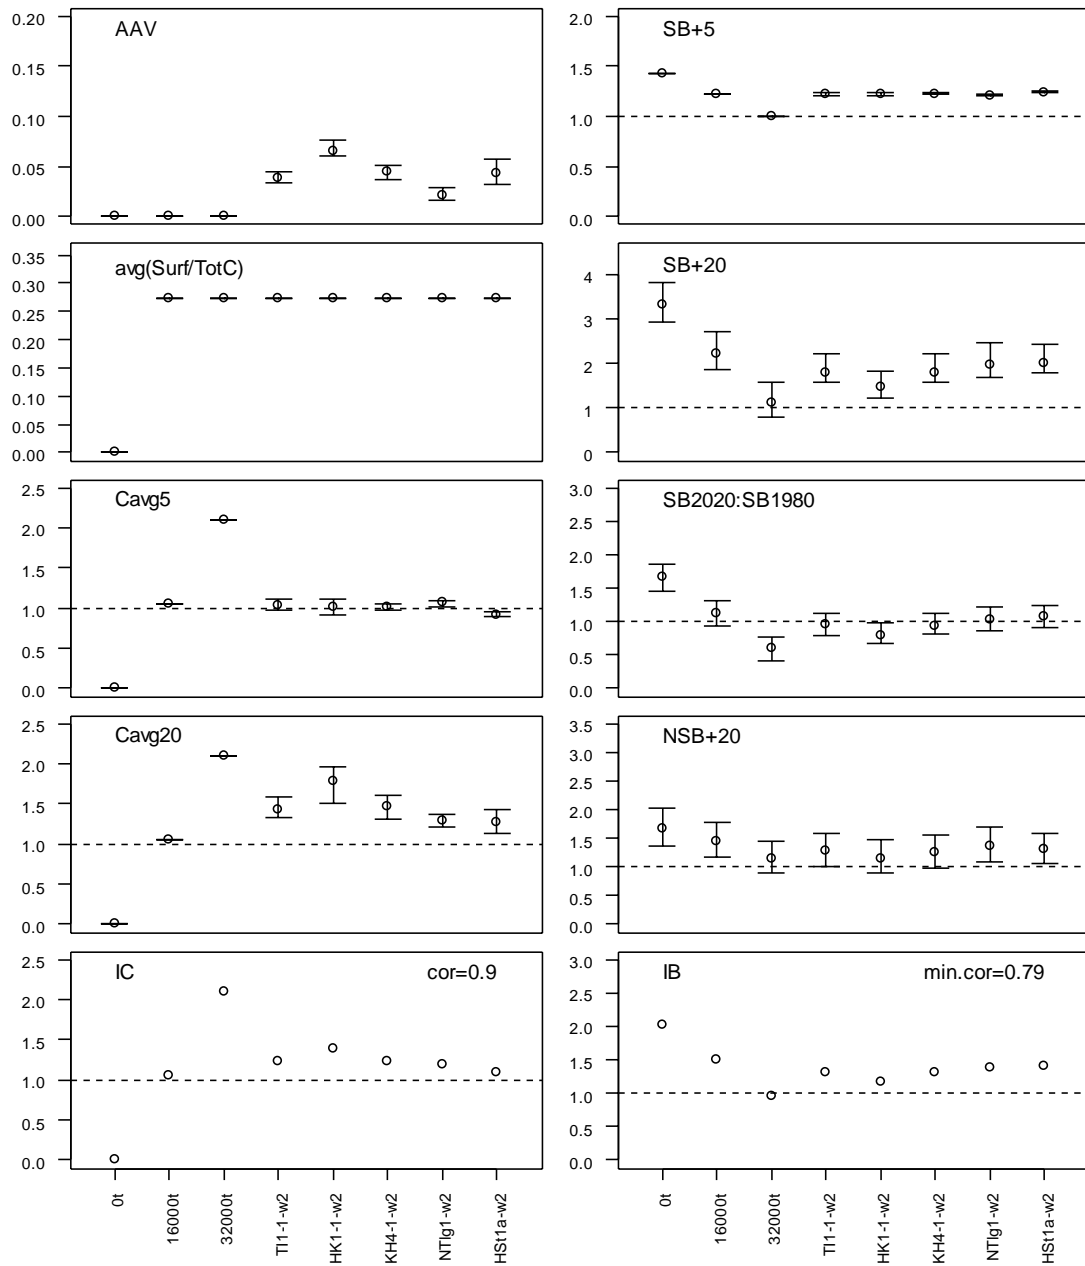 AAV
0.20
0.15
0.10
0.05
0.00
SB+5
2.0
1.5
1.0
0.5
0.0
avg(Surf/TotC)
0.35
0.30
0.25
0.20
0.15
0.10
0.05
0.00
SB+20
4
3
2
1
0
Cavg5
2.5
2.0
1.5
1.0
0.5
0.0
SB2020:SB1980
3.0
2.5
2.0
1.5
1.0
0.5
0.0
Cavg20
2.5
2.0
1.5
1.0
0.5
0.0
NSB+20
3.5
3.0
2.5
2.0
1.5
1.0
0.5
0.0
IC cor=0.9
2.5
2.0
1.5
1.0
0.5
0.0
IB min.cor=0.79
3.0
2.5
2.0
1.5
1.0
0.5
0.0
0t
16000t
32000t
TI1-1-w2
HK1-1-w2
KH4-1-w2
NTIg1-w2
HSt1a-w2
0t
16000t
32000t
TI1-1-w2
HK1-1-w2
KH4-1-w2
NTIg1-w2
HSt1a-w2